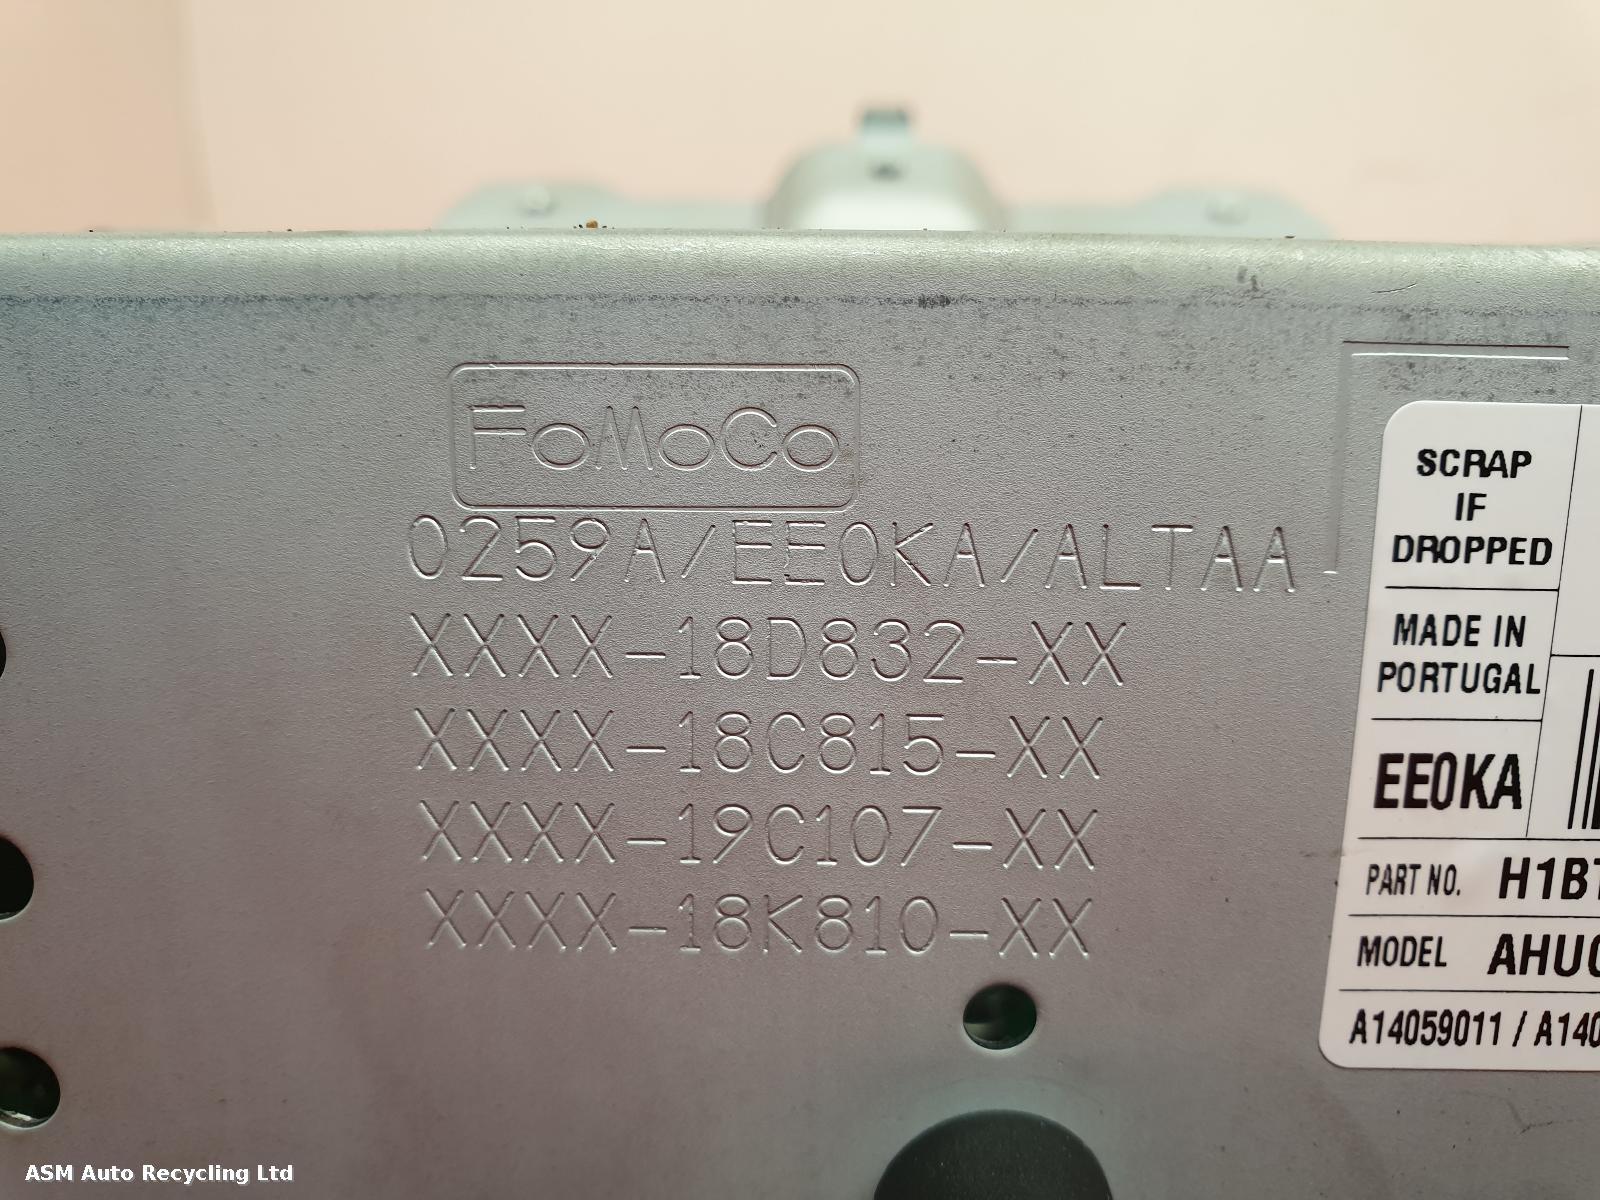 FoMoCo
0259A/EE0KA/ALTAA
XXXX-18D832-XX
XXXX-18C815-XX
XXXX-19C107-XX
XXXX-18K810-XX
SCRAP
IF
DROPPED
MADE IN
PORTUGAL
EE0KA
PART NO. H1BT
MODEL AHU
A14059011 / A140
ASM Auto Recycling Ltd